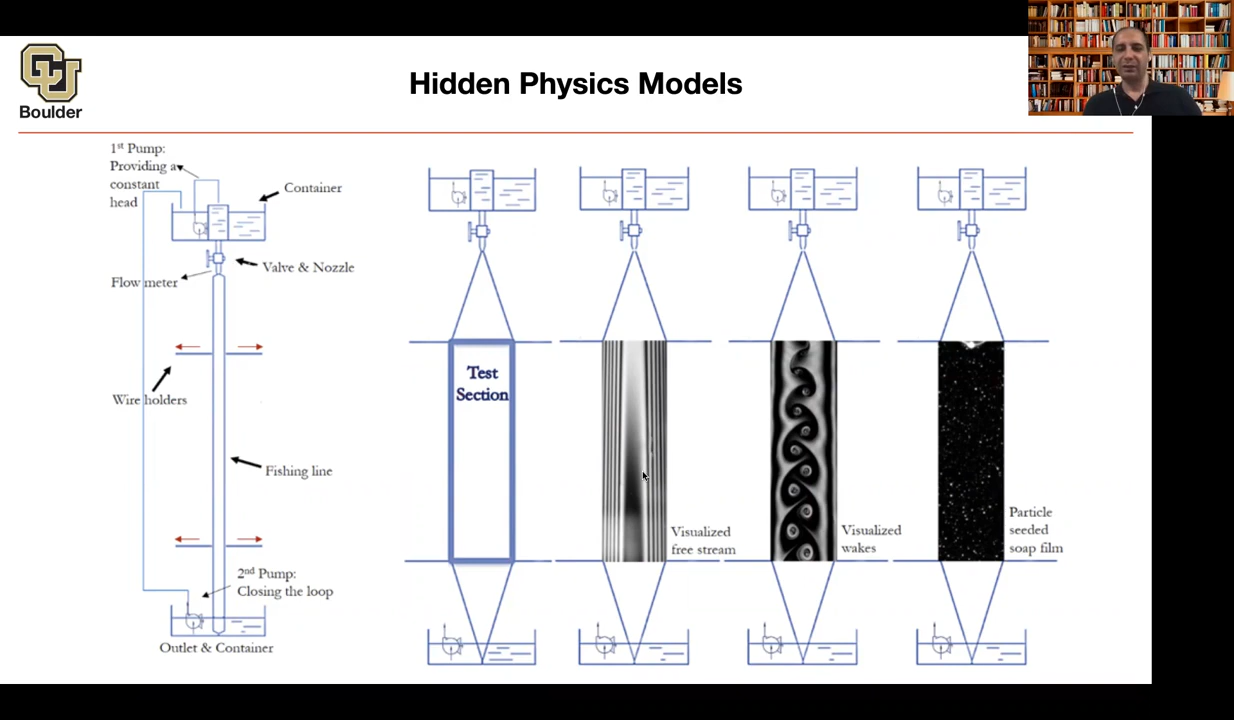 CU
Boulder
Hidden Physics Models
1st Pump:
Providing a
constant
head
Container
Valve & Nozzle
Flow meter
Wire holders
Fishing line
2nd Pump:
Closing the loop
Outlet & Container
Test
Section
Visualized
free stream
Visualized
wakes
Particle
seeded
soap film